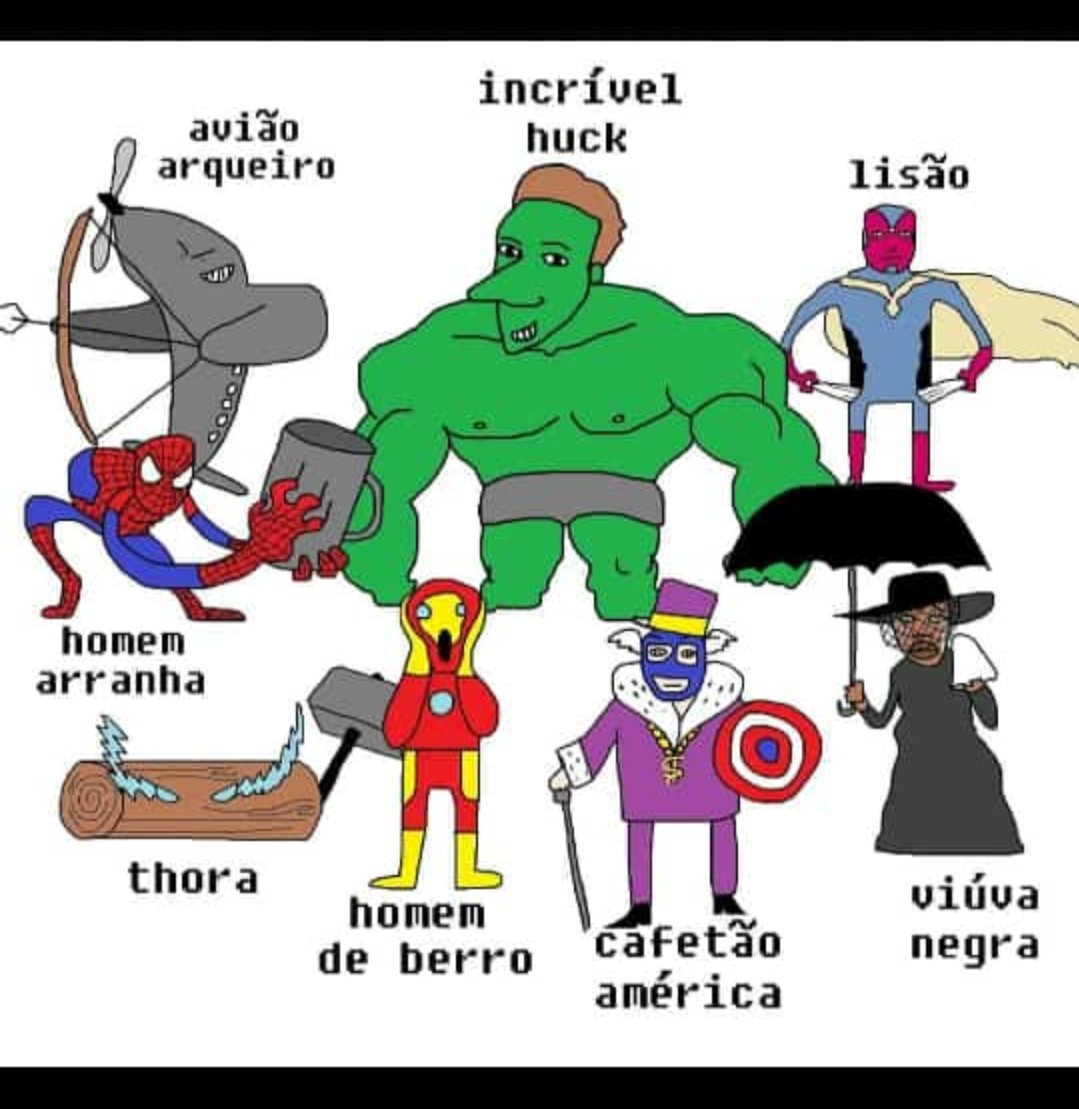 incrível
huck
avião
arqueiro
lisão
homem
arranha
thora
homem
de berro
cafetão
américa
viúva
negra